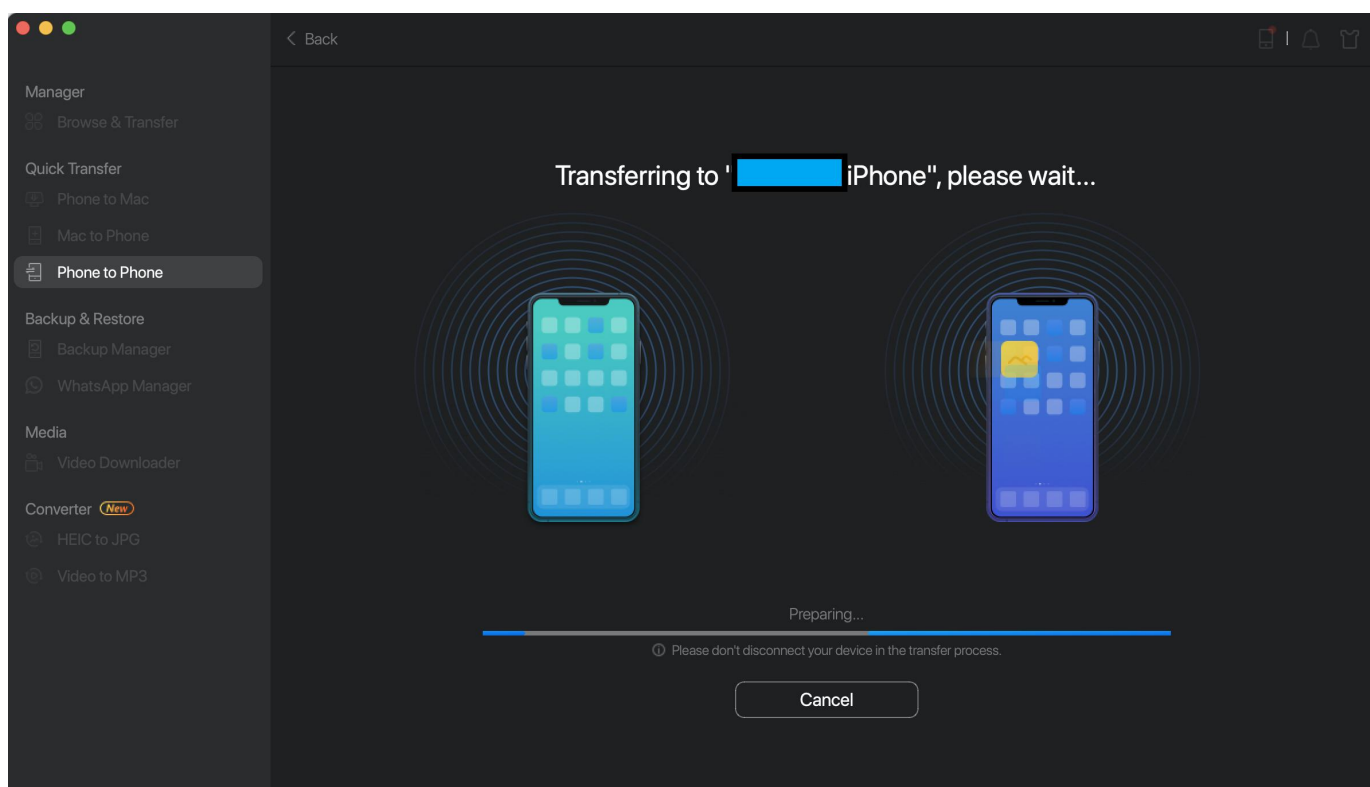 Back
Manager
Browse & Transfer
Quick Transfer
Phone to Mac
Mac to Phone
Phone to Phone
Backup & Restore
Backup Manager
WhatsApp Manager
Media
Video Downloader
Converter New
HEIC to JPG
Video to MP3
Transferring to ' iPhone", please wait...
Preparing...
Please don't disconnect your device in the transfer process.
Cancel